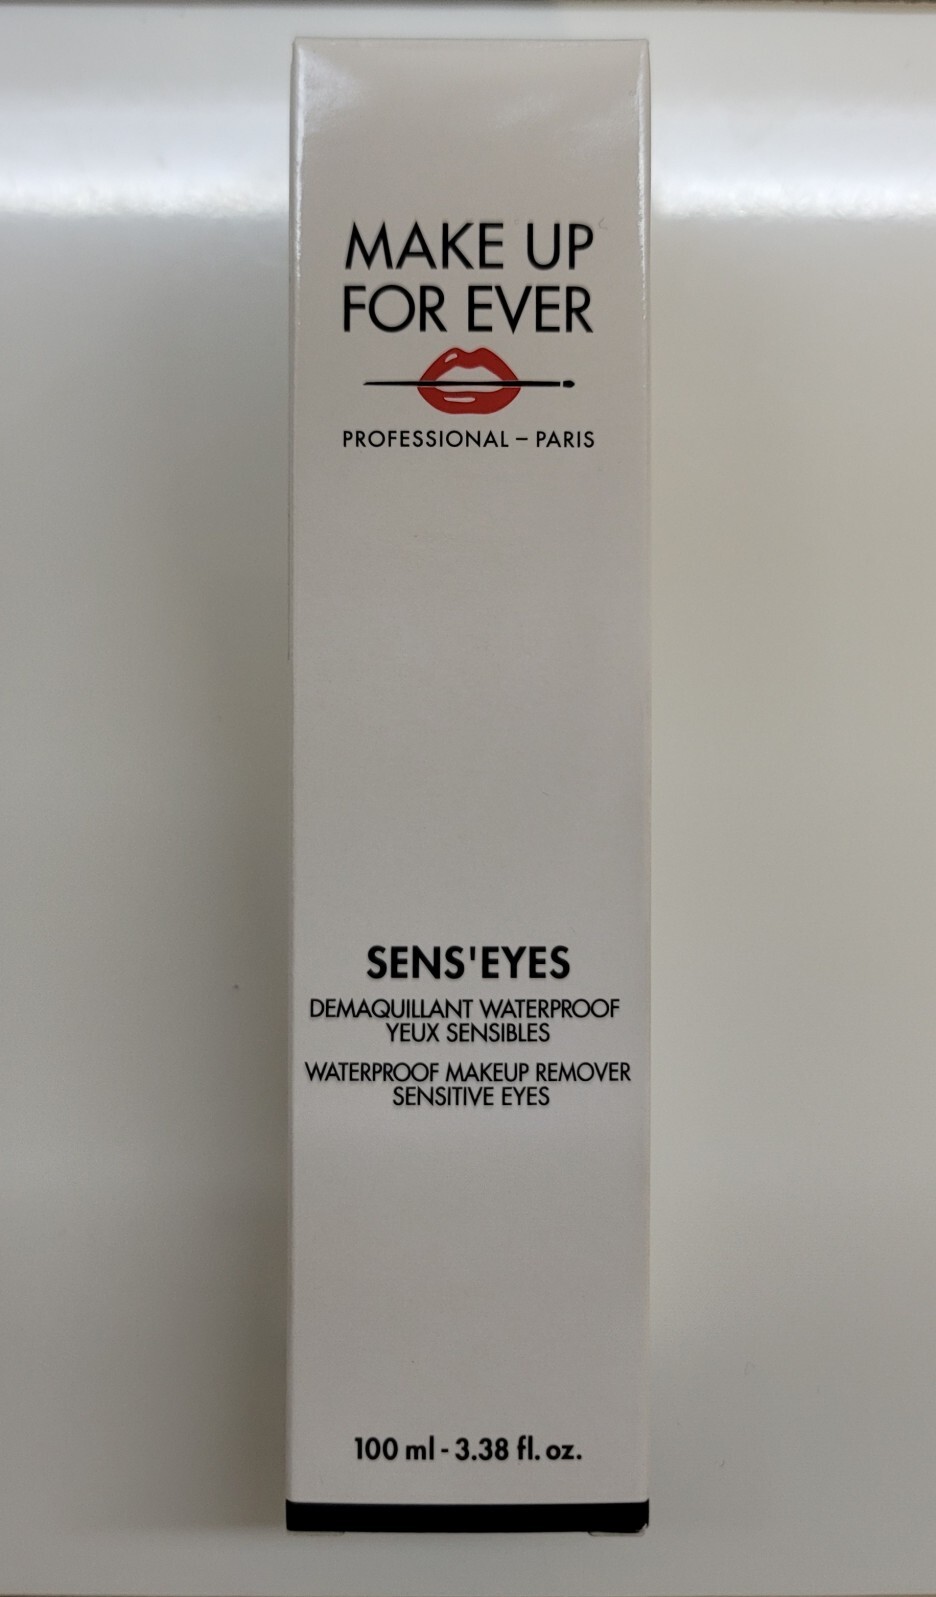 MAKE UP
FOR EVER
PROFESSIONAL – PARIS
SENS'EYES
DEMAQUILLANT WATERPROOF
YEUX SENSIBLES
WATERPROOF MAKEUP REMOVER
SENSITIVE EYES
100 ml - 3.38 fl. oz.